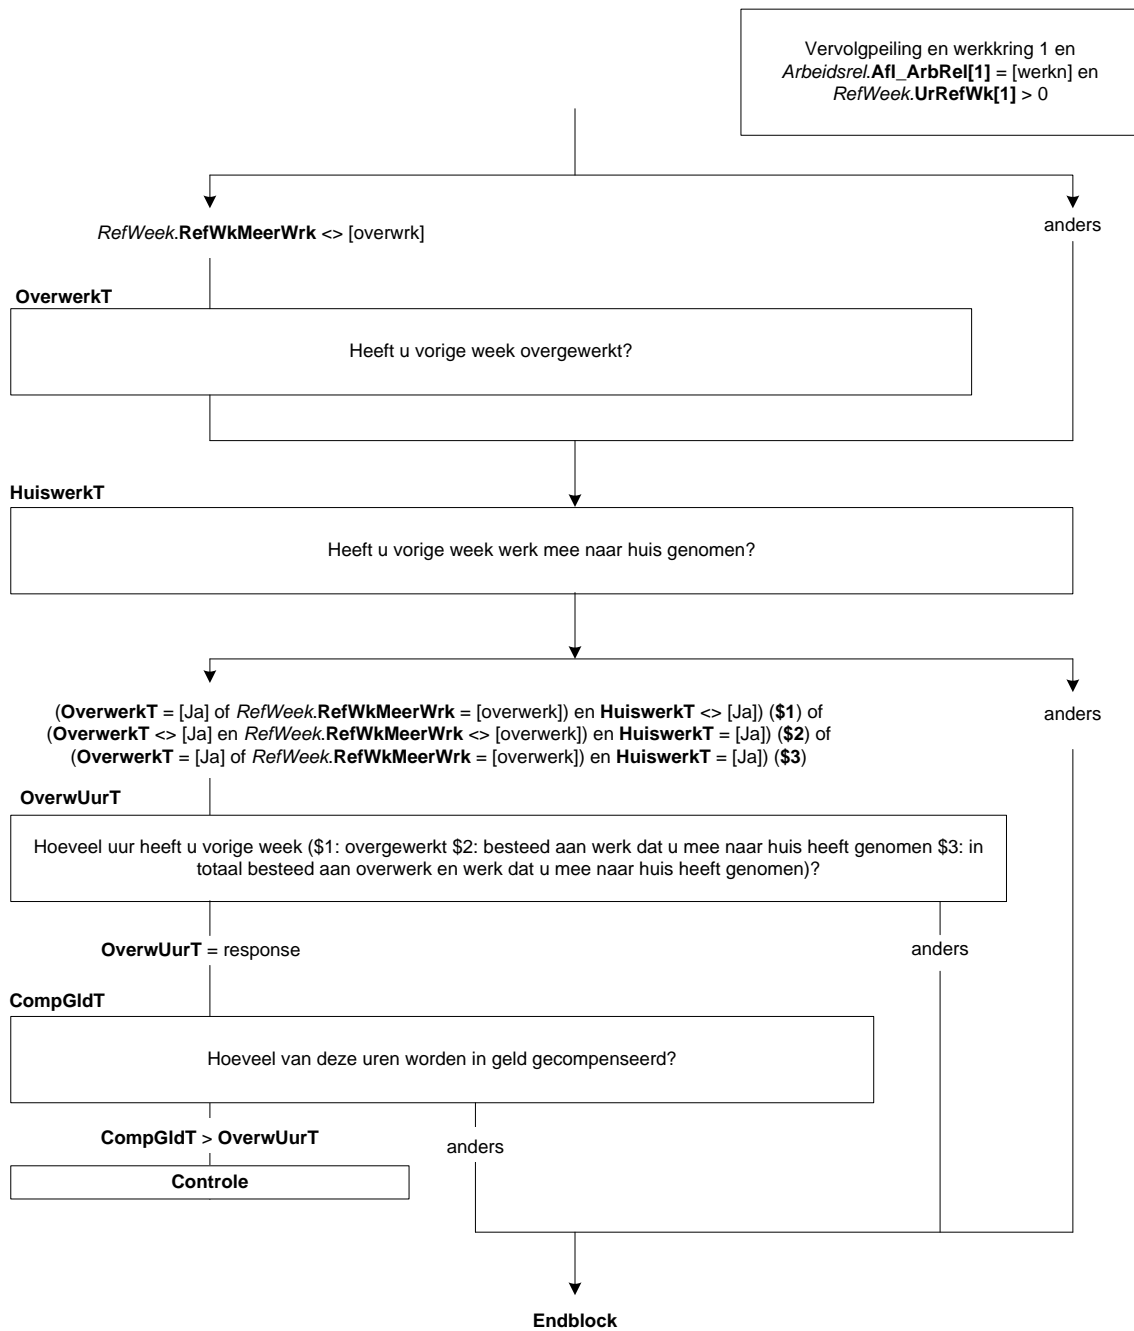 Vervolgpeiling en werkkring 1 en
Arbeidsrel.Afl_ArbRel[1] = [werkn] en
RefWeek.UrRefWk[1] > 0
RefWeek.RefWkMeerWrk <> [overwrk]
anders
OverwerkT
Heeft u vorige week overgewerkt?
HuiswerkT
Heeft u vorige week werk mee naar huis genomen?
(OverwerkT = [Ja] of RefWeek.RefWkMeerWrk = [overwerk]) en HuiswerkT <> [Ja]) ($1) of
(OverwerkT <> [Ja] en RefWeek.RefWkMeerWrk <> [overwerk]) en HuiswerkT = [Ja]) ($2) of
(OverwerkT = [Ja] of RefWeek.RefWkMeerWrk = [overwerk]) en HuiswerkT = [Ja]) ($3)
anders
OverwUurT
Hoeveel uur heeft u vorige week ($1: overgewerkt $2: besteed aan werk dat u mee naar huis heeft genomen $3: in
totaal besteed aan overwerk en werk dat u mee naar huis heeft genomen)?
OverwUurT = response
anders
CompGldT
Hoeveel van deze uren worden in geld gecompenseerd?
CompGldT > OverwUurT
anders
Controle
Endblock